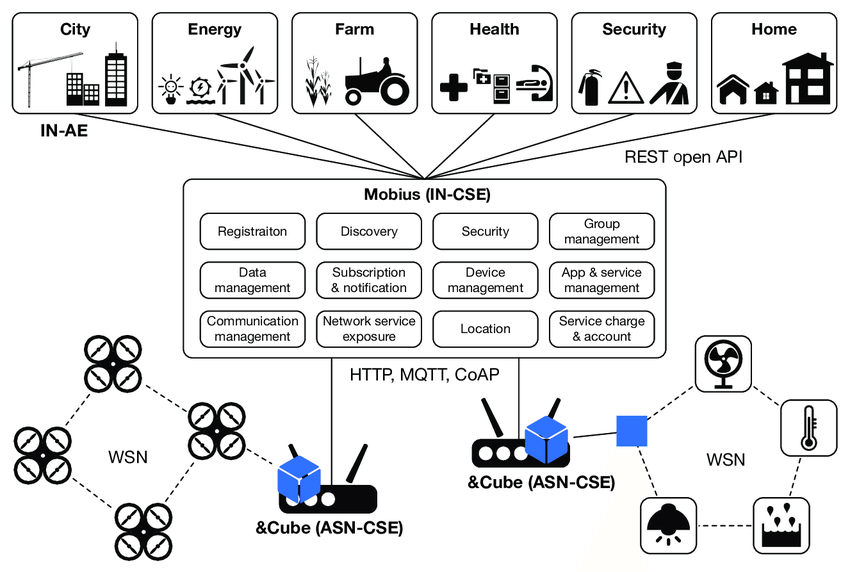 City
Energy
Farm
Health
Security
Home
IN-AE
REST open API
Mobius (IN-CSE)
Registraiton
Discovery
Security
Group
management
Data
management
Subscription
& notification
Device
management
App & service
management
Communication
management
Network service
exposure
Location
Service charge
& account
HTTP, MQTT, CoAP
WSN
WSN
&Cube (ASN-CSE)
&Cube (ASN-CSE)